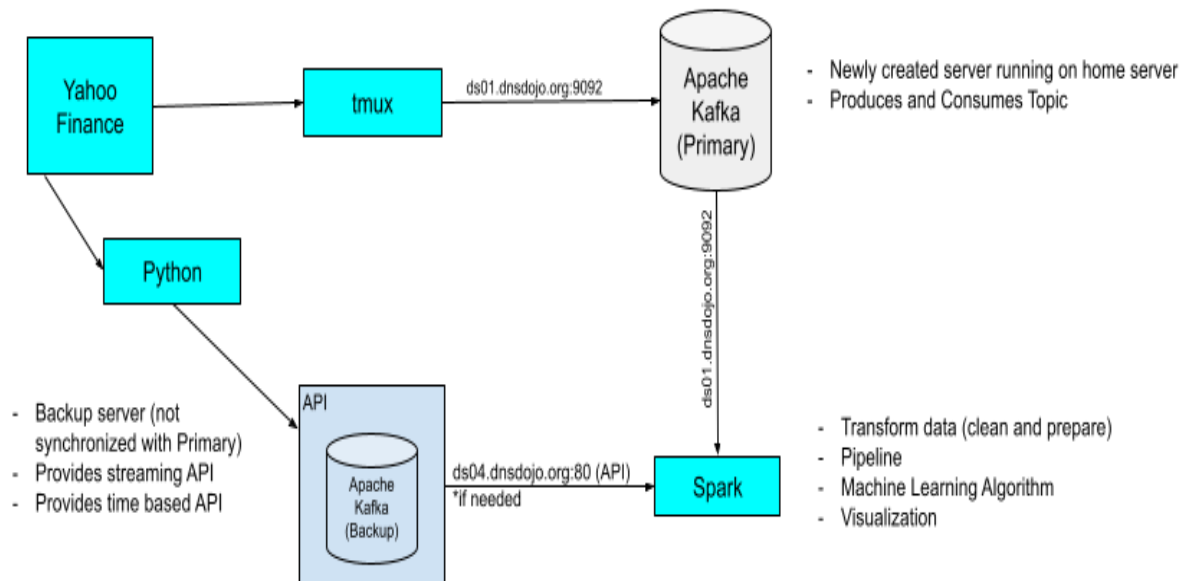 Yahoo
Finance
tmux
ds01.dnsdojo.org:9092
Apache
Kafka
(Primary)
- Newly created server running on home server
- Produces and Consumes Topic
ds01.dnsdojo.org:9092
Python
- Backup server (not
synchronized with Primary)
- Provides streaming API
- Provides time based API
API
Apache
Kafka
(Backup)
ds04.dnsdojo.org:80 (API)
*if needed
Spark
- Transform data (clean and prepare)
- Pipeline
- Machine Learning Algorithm
- Visualization